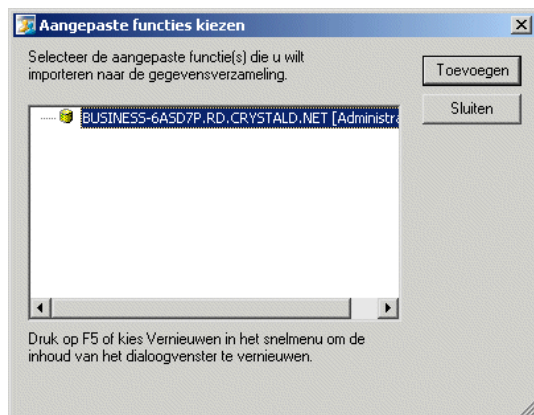 Aangepaste functies kiezen
Selecteer de aangepaste functie(s) die u wilt
importeren naar de gegevensverzameling.
Toevoegen
Sluiten
BUSINESS-6ASD7P.RD.CRYSTALD.NET [Administra
Druk op F5 of kies Vernieuwen in het snelmenu om de
inhoud van het dialoogvenster te vernieuwen.